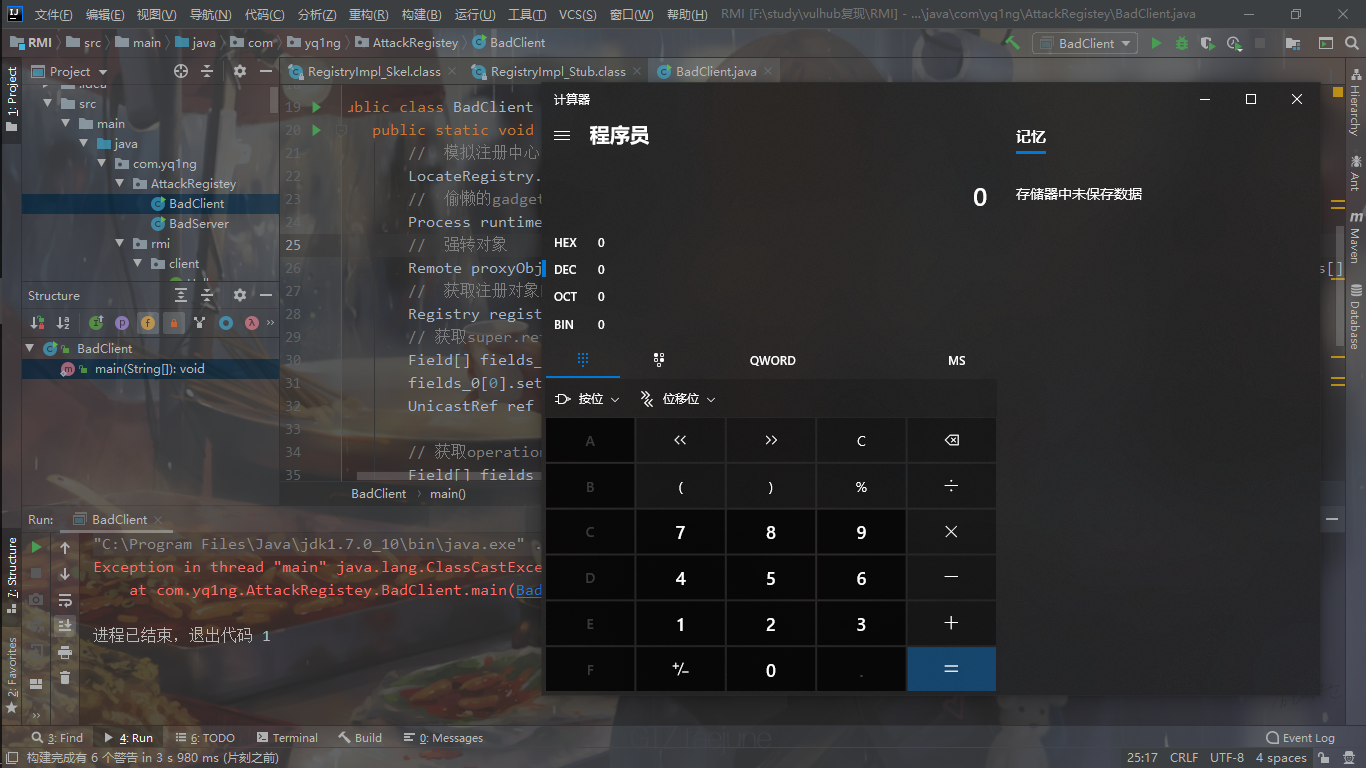 文件(F) 编辑(E) 视图(V) 导航(N) 代码(C) 分析(Z) 重构(R) 构建(B) 运行(U) 工具(T) VCS(S) 窗口(W) 帮助(H) RMI [F:\study\vulhub复现\RMI] - ...\java\com\yq1ng\AttackRegistey\BadClient.java
RMI src main java com yq1ng AttackRegistey BadClient
BadClient
1: Project
Project
.idea
src
main
java
com.yq1ng
AttackRegistey
BadClient
BadServer
rmi
client
Structure
BadClient
main(String[]): void
RegistryImpl_Skel.class RegistryImpl_Stub.class BadClient.java
19 ublic class BadClient
20 public static void
21 // 模拟注册中心
22 LocateRegistry.
23 // 偷懒的gadget
24 Process runtime
25 // 强转对象
26 Remote proxyObj
s[]
27 // 获取注册对象
28 Registry regist
29 // 获取super.re
30 Field[] fields_
31 fields_0[0].set
32 UnicastRef ref
33
34 // 获取operation
35 Field[] fields
BadClient main()
计算器
程序员
0
HEX 0
DEC 0
OCT 0
BIN 0
QWORD MS
按位 位移位
A << >> C
B ( ) % ÷
C 7 8 9 ×
D 4 5 6 −
E 1 2 3 +
F +/− 0 . =
记忆
存储器中未保存数据
Hierarchy
Ant
m Maven
Database
Run: BadClient
"C:\Program Files\Java\jdk1.7.0_10\bin\java.exe" .
Exception in thread "main" java.lang.ClassCastExce
at com.yq1ng.AttackRegistey.BadClient.main(Bad
进程已结束，退出代码 1
7: Structure
2: Favorites
3: Find 4: Run 6: TODO Terminal Build 0: Messages Event Log
构建完成有 6 个警告 in 3 s 980 ms (片刻之前) 25:17 CRLF UTF-8 4 spaces